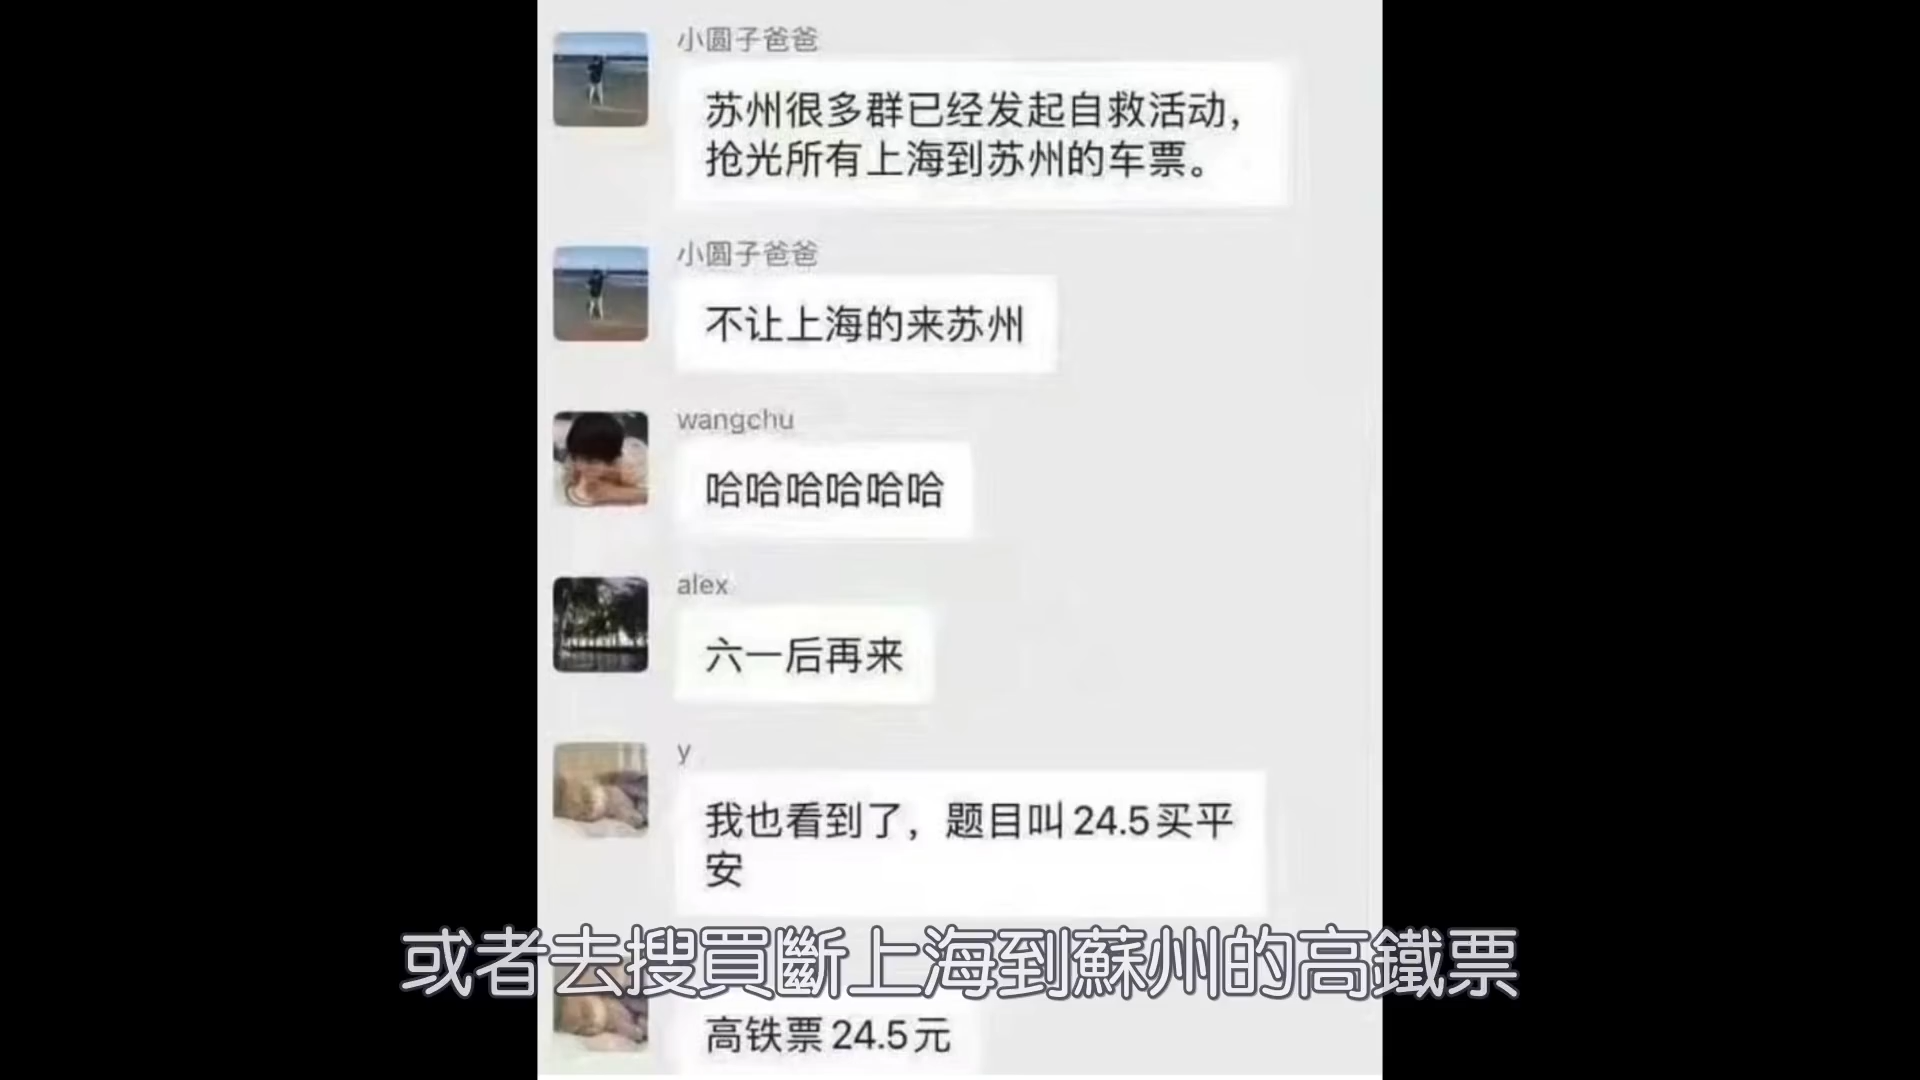 小圆子爸爸
苏州很多群已经发起自救活动，
抢光所有上海到苏州的车票。
小圆子爸爸
不让上海的来苏州
wangchu
哈哈哈哈哈哈
alex
六一后再来
y
我也看到了，题目叫24.5买平
安
或者去搜買斷上海到蘇州的高鐵票
高铁票24.5元